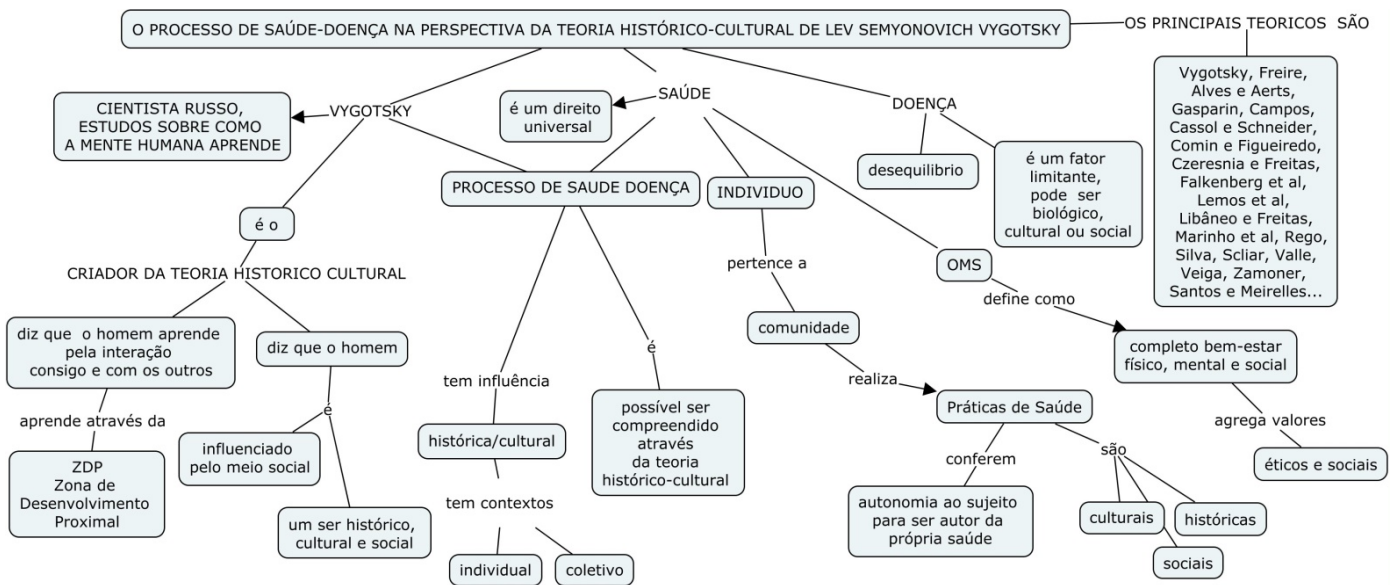 O PROCESSO DE SAÚDE-DOENÇA NA PERSPECTIVA DA TEORIA HISTÓRICO-CULTURAL DE LEV SEMYONOVICH VYGOTSKY
OS PRINCIPAIS TEORICOS SÃO
Vygotsky, Freire,
Alves e Aerts,
Gasparin, Campos,
Cassol e Schneider,
Comin e Figueiredo,
Czeresnia e Freitas,
Falkenberg et al,
Lemos et al,
Libâneo e Freitas,
Marinho et al, Rego,
Silva, Scliar, Valle,
Veiga, Zamoner,
Santos e Meirelles...
CIENTISTA RUSSO,
ESTUDOS SOBRE COMO
A MENTE HUMANA APRENDE
VYGOTSKY
é um direito
universal
SAÚDE
DOENÇA
desequilibrio
é um fator
limitante,
pode ser
biológico,
cultural ou social
PROCESSO DE SAUDE DOENÇA
INDIVIDUO
é o
CRIADOR DA TEORIA HISTORICO CULTURAL
pertence a
OMS
define como
diz que o homem aprende
pela interação
consigo e com os outros
diz que o homem
comunidade
completo bem-estar
físico, mental e social
aprende através da
é
tem influência
é
realiza
Práticas de Saúde
agrega valores
ZDP
Zona de
Desenvolvimento
Proximal
influenciado
pelo meio social
histórica/cultural
possível ser
compreendido
através
da teoria
histórico-cultural
conferem
são
éticos e sociais
um ser histórico,
cultural e social
tem contextos
autonomia ao sujeito
para ser autor da
própria saúde
culturais
históricas
individual
coletivo
sociais